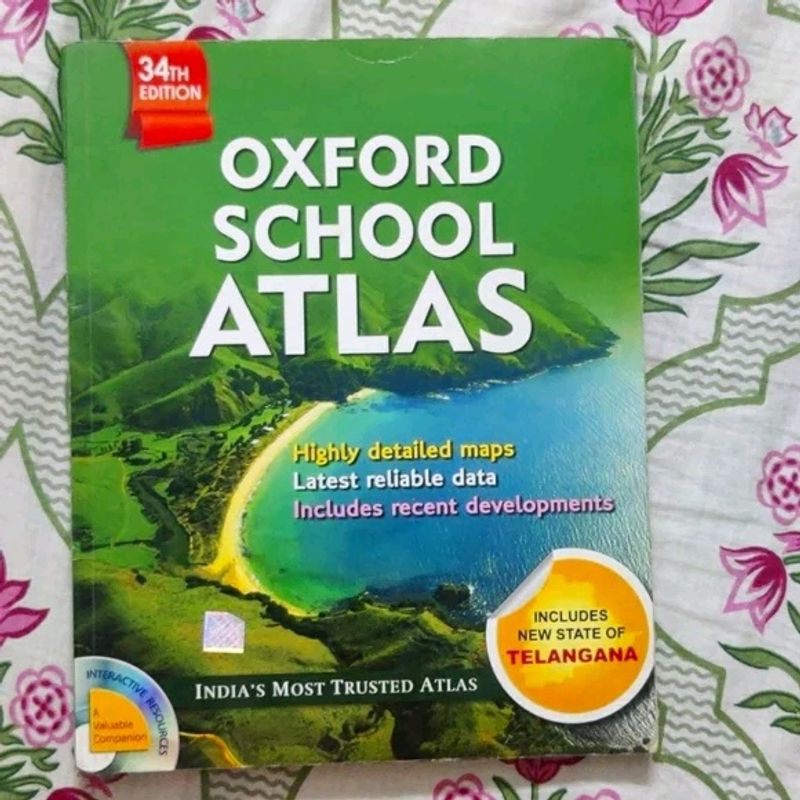 34TH
EDITION
OXFORD
SCHOOL
ATLAS
Highly detailed maps
Latest reliable data
Includes recent developments
INCLUDES
NEW STATE OF
TELANGANA
INDIA'S MOST TRUSTED ATLAS
INTERACTIVE RESOURCES
A
Valuable
Companion